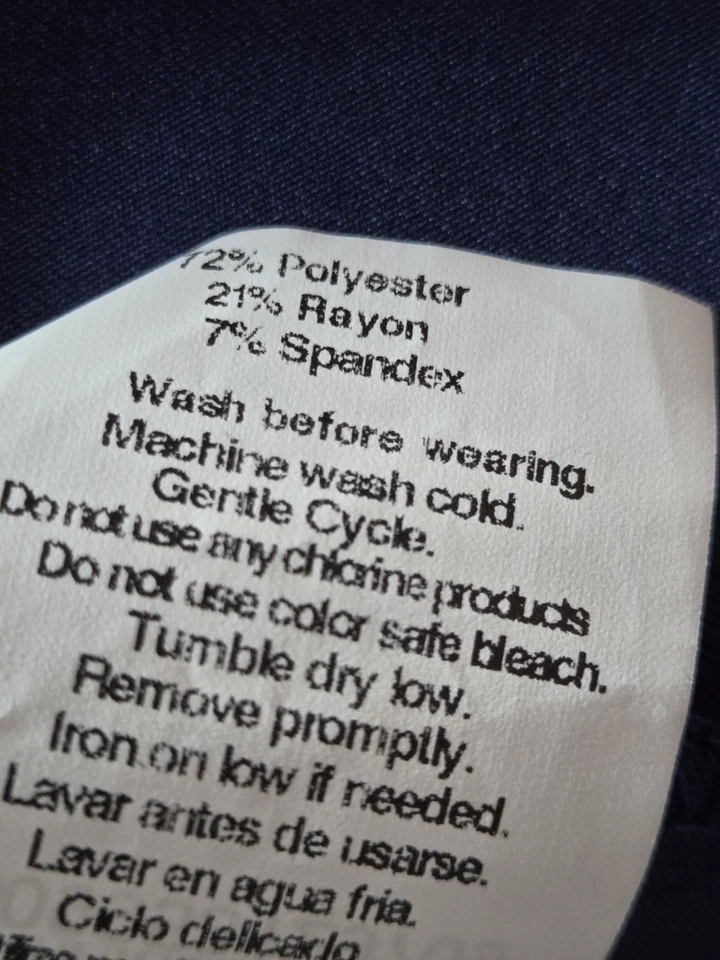 72% Polyester
21% Rayon
7% Spandex
Wash before wearing.
Machine wash cold.
Gentle Cycle.
Do not use any chlorine products
Do not use color safe bleach.
Tumble dry low.
Remove promptly.
Iron on low if needed.
Lavar antes de usarse.
Lavar en agua fria.
Ciclo delicado